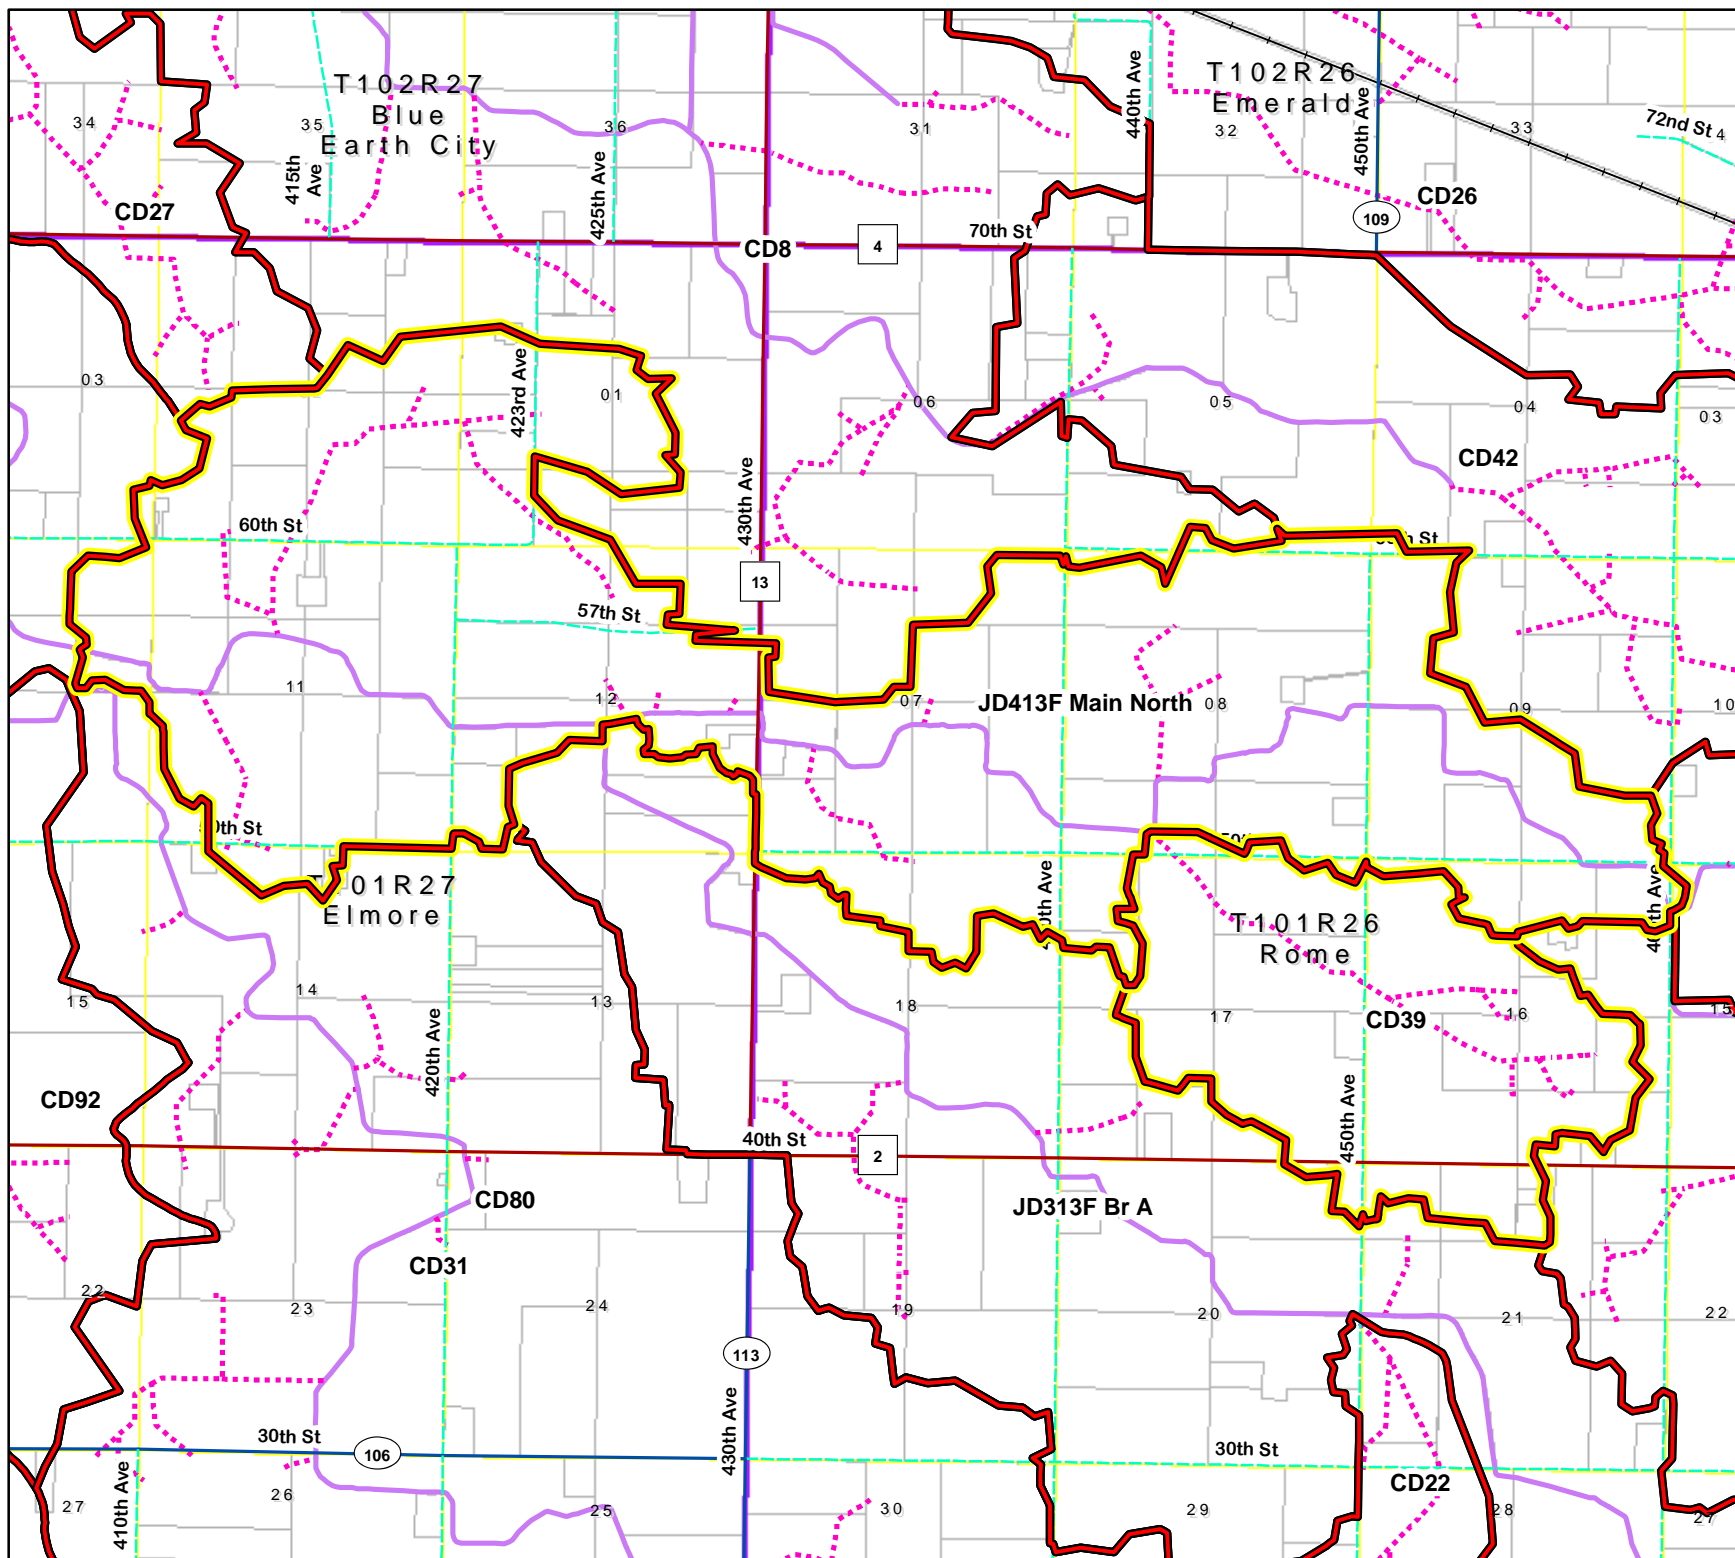 T102R27
Blue
Earth City
T102R26
Emerald
34
35
36
31
32
33
4
72nd St
440th Ave
450th Ave
415th
Ave
425th Ave
CD27
CD26
109
70th St
CD8
4
03
423rd Ave
01
06
05
04
03
CD42
430th Ave
60th St
13
57th St
11
12
07
JD413F Main North
08
09
10
T101R26
Rome
Elmore
15
14
13
18
17
16
15
CD39
420th Ave
450th Ave
CD92
40th St
2
CD80
JD313F Br A
CD31
22
23
24
19
20
21
22
113
430th Ave
30th St
106
30th St
410th Ave
CD22
27
26
25
30
29
28
27